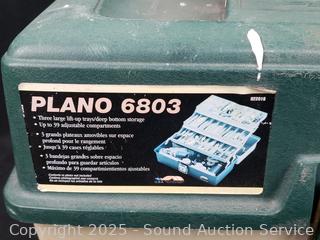 822018
PLANO 6803
• Three large lift-up trays/deep bottom storage
• Up to 39 adjustable compartments
• 3 grands plateaux amovibles sur espace
profond pour le rangement
• Jusqu'à 39 cases réglables
• 3 bandejas grandes sobre espacio
profundo para guardar artículos
• Máximo de 39 compartimientos ajustables
Copyright 2025 - Sound Auction Service